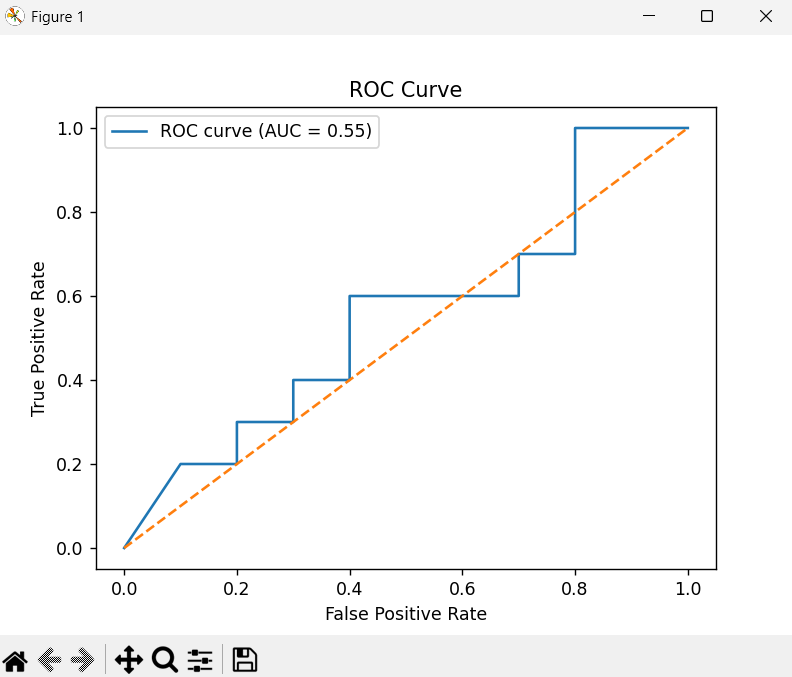 Figure 1
ROC Curve
ROC curve (AUC = 0.55)
1.0
0.8
0.6
0.4
0.2
0.0
True Positive Rate
0.0 0.2 0.4 0.6 0.8 1.0
False Positive Rate